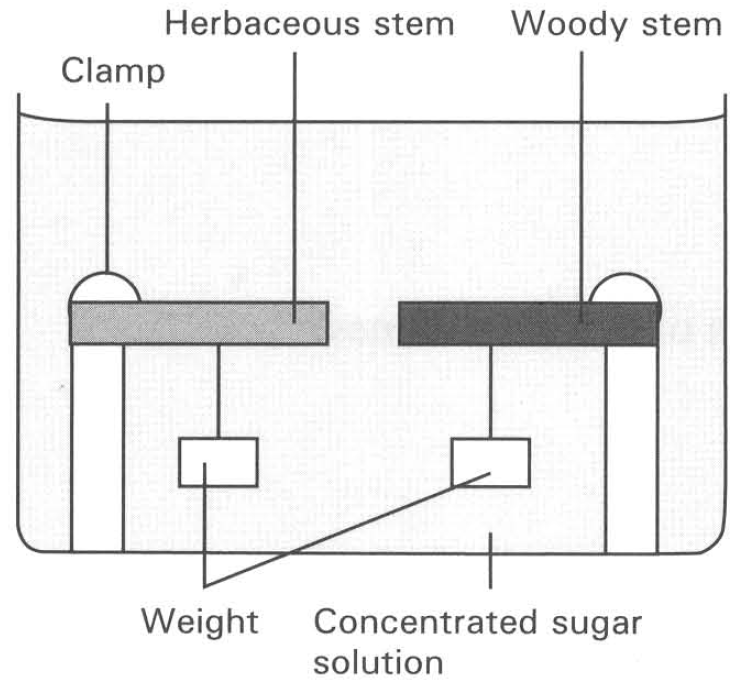 Herbaceous stem
Woody stem
Clamp
Weight
Concentrated sugar
solution